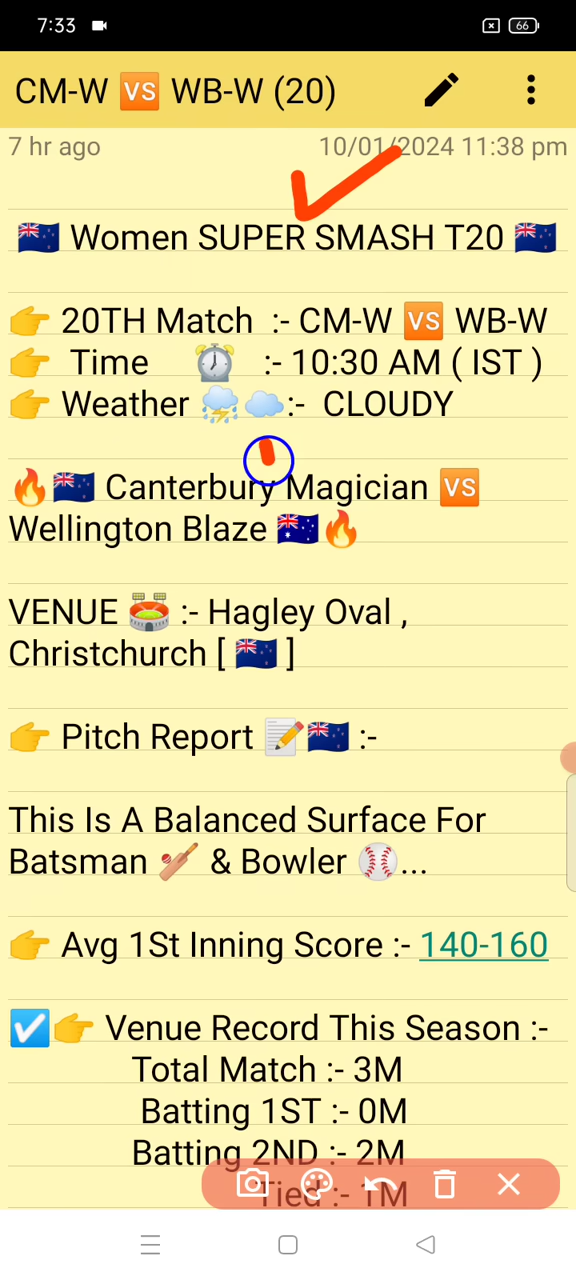 7:33
66
CM-W 🆚 WB-W (20)
7 hr ago 10/01/2024 11:38 pm
🇳🇿 Women SUPER SMASH T20 🇳🇿
👉 20TH Match :- CM-W 🆚 WB-W
👉 Time ⏰ :- 10:30 AM ( IST )
👉 Weather ⛈️☁️:- CLOUDY
🔥🇳🇿 Canterbury Magician 🆚
Wellington Blaze 🇦🇺🔥
VENUE 🏟️ :- Hagley Oval ,
Christchurch [ 🇳🇿 ]
👉 Pitch Report 📝🇳🇿 :-
This Is A Balanced Surface For
Batsman 🏏 & Bowler ⚾...
👉 Avg 1St Inning Score :- 140-160
☑️👉 Venue Record This Season :-
Total Match :- 3M
Batting 1ST :- 0M
Batting 2ND :- 2M
Tied :- 1M